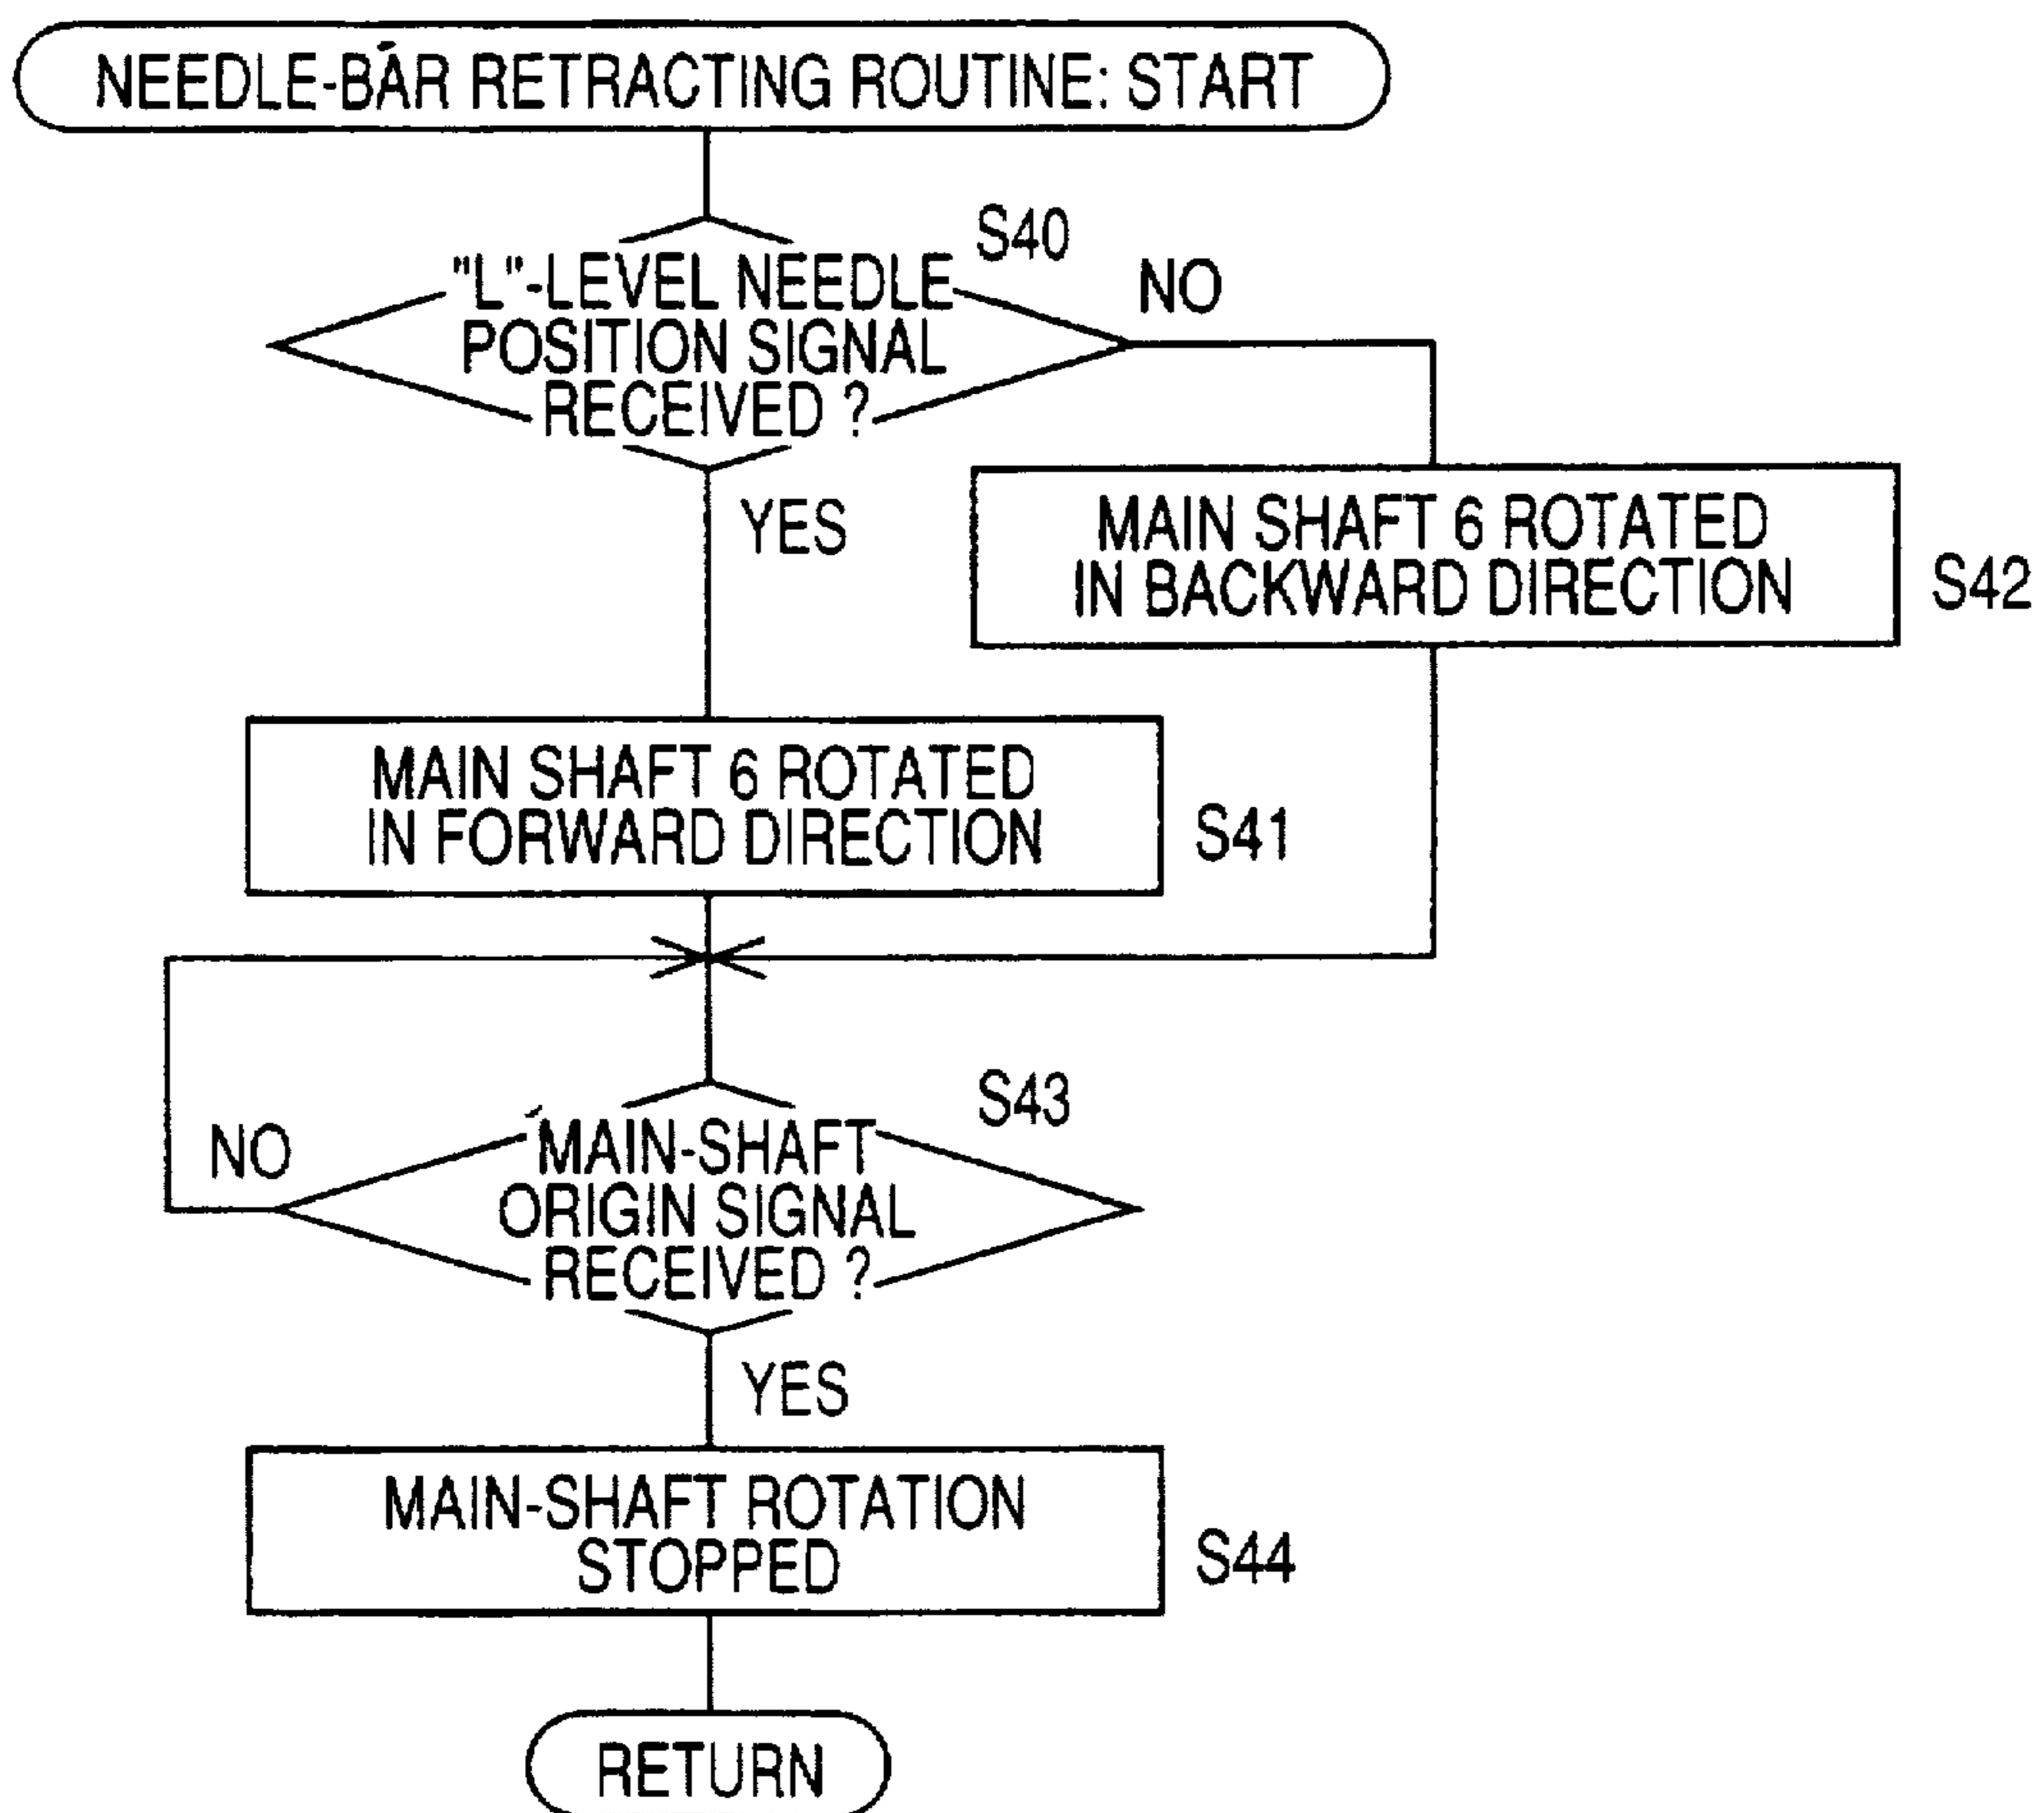 NEEDLE-BAR RETRACTING ROUTINE: START
S40
"L"-LEVEL NEEDLE
POSITION SIGNAL
RECEIVED ?
NO
YES
MAIN SHAFT 6 ROTATED
IN BACKWARD DIRECTION
S42
MAIN SHAFT 6 ROTATED
IN FORWARD DIRECTION
S41
S43
NO
MAIN-SHAFT
ORIGIN SIGNAL
RECEIVED ?
YES
MAIN-SHAFT ROTATION
STOPPED
S44
RETURN